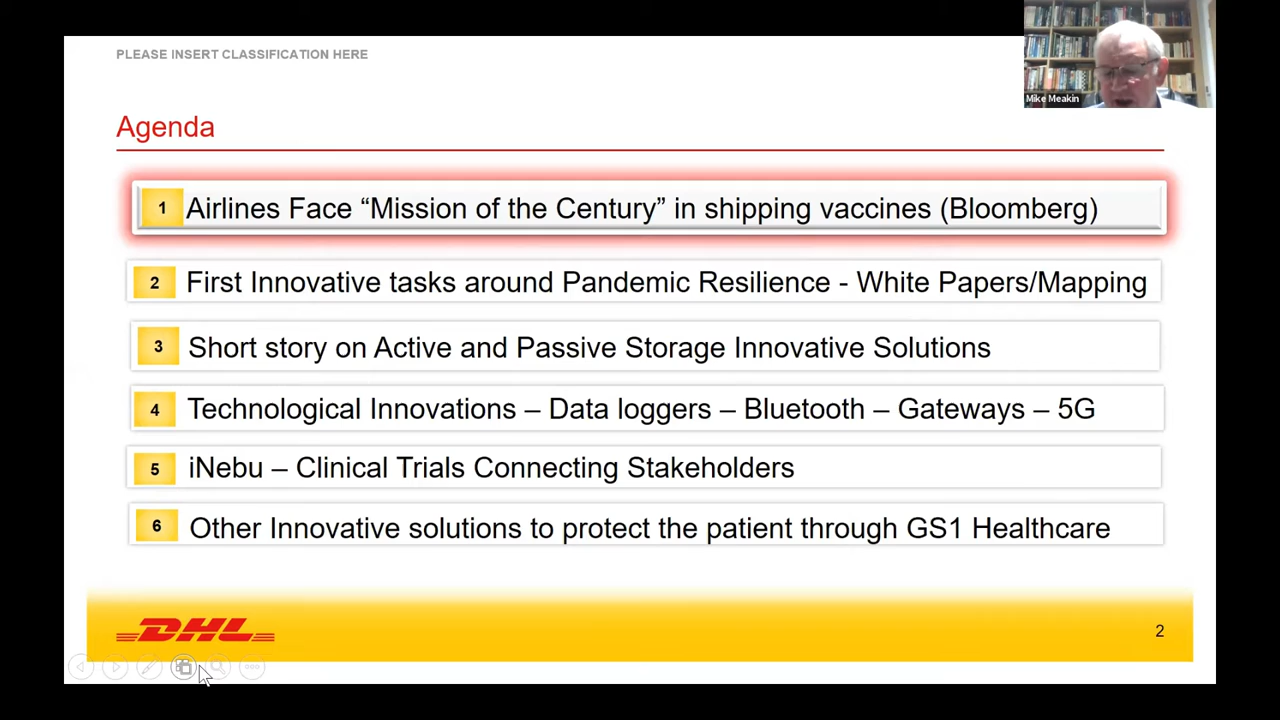 PLEASE INSERT CLASSIFICATION HERE
Mike Meakin
Agenda
1 Airlines Face “Mission of the Century” in shipping vaccines (Bloomberg)
2 First Innovative tasks around Pandemic Resilience - White Papers/Mapping
3 Short story on Active and Passive Storage Innovative Solutions
4 Technological Innovations – Data loggers – Bluetooth – Gateways – 5G
5 iNebu – Clinical Trials Connecting Stakeholders
6 Other Innovative solutions to protect the patient through GS1 Healthcare
DHL
2